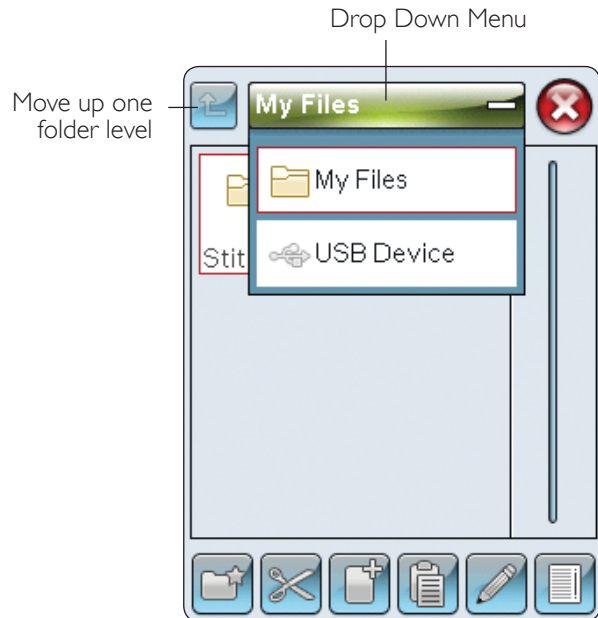 Drop Down Menu
Move up one
folder level
My Files
My Files
USB Device
Stit